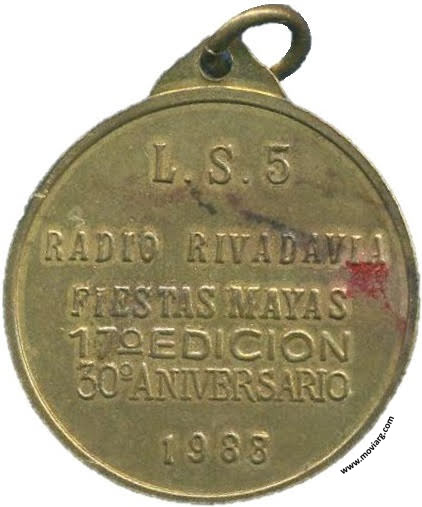 L. S. 5
RADIO RIVADAVIA
FIESTAS MAYAS
17º EDICION
30º ANIVERSARIO
1988
www.moviarg.com